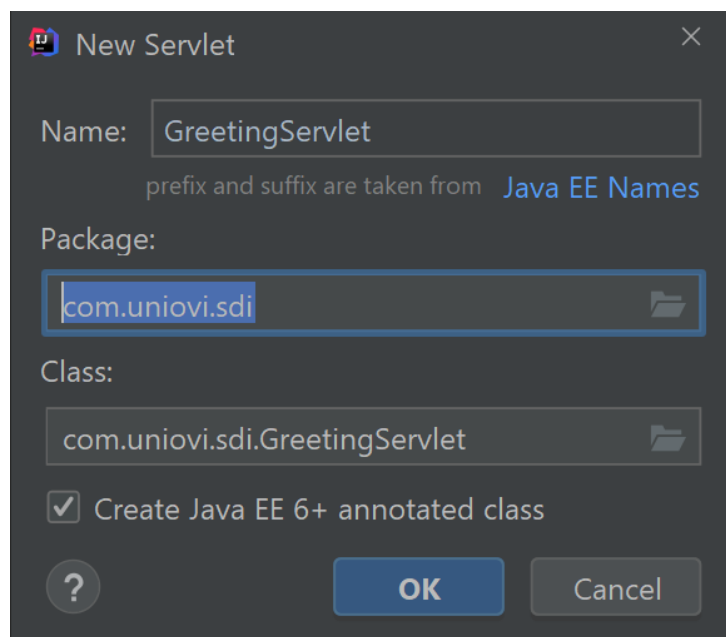 New Servlet
Name: GreetingServlet
prefix and suffix are taken from Java EE Names
Package:
com.uniovi.sdi
Class:
com.uniovi.sdi.GreetingServlet
Create Java EE 6+ annotated class
? OK Cancel